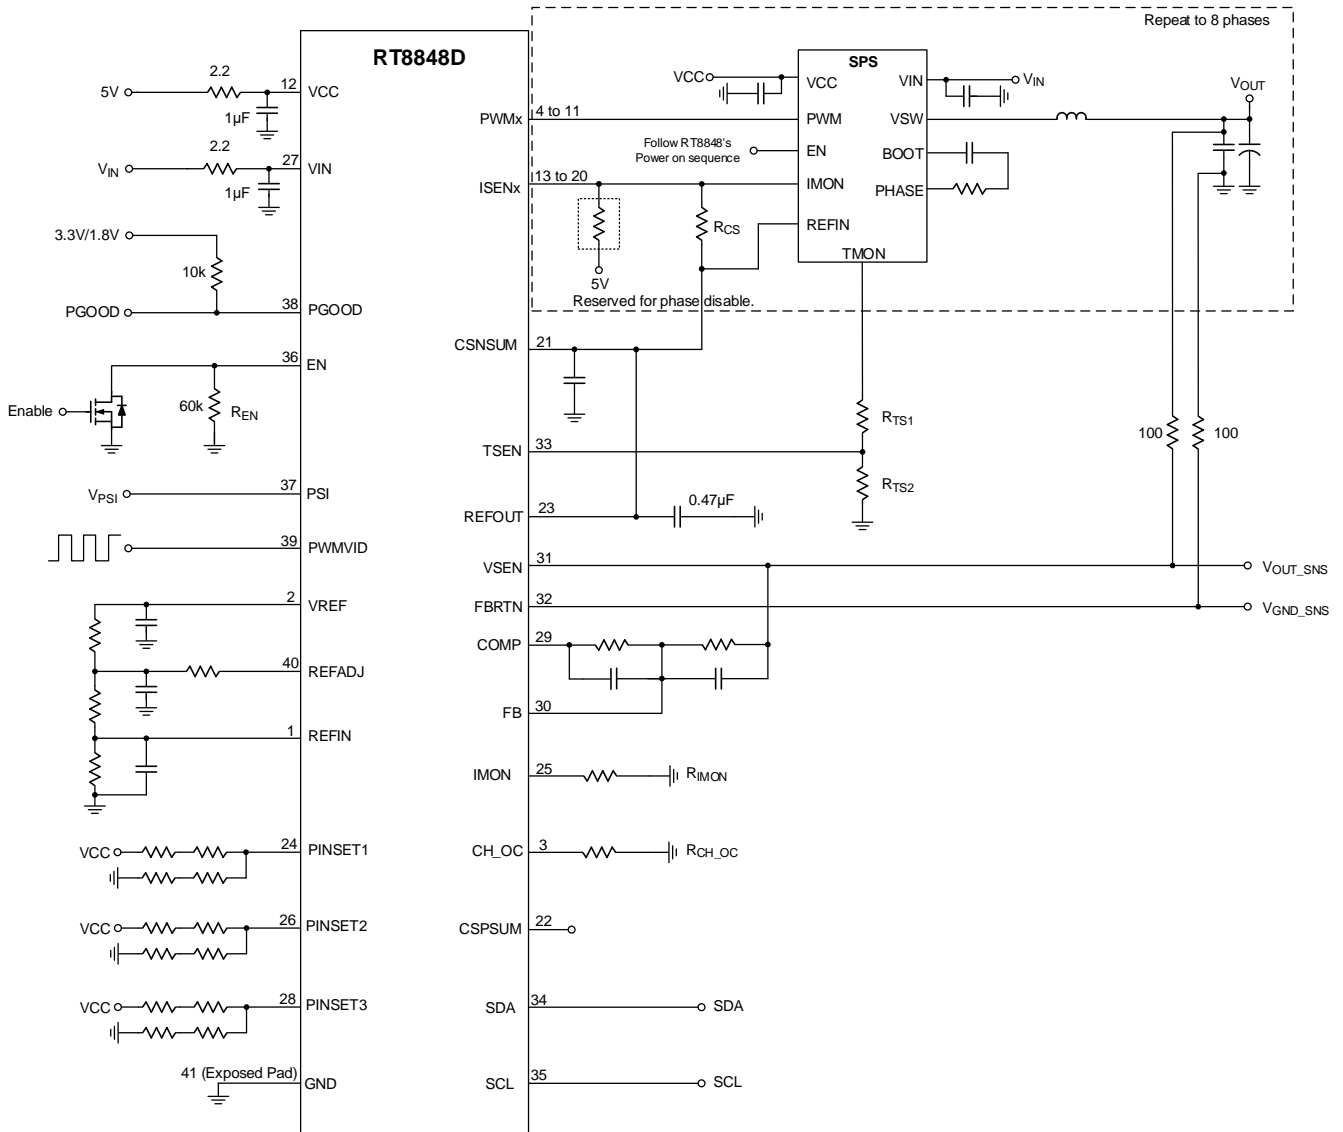 Repeat to 8 phases
RT8848D
SPS
5V
2.2
12
VCC
1µF
VCC
VCC
VIN
VIN
VOUT
PWMx
4 to 11
PWM
VSW
Follow RT8848's
Power on sequence
EN
BOOT
VIN
2.2
27
VIN
1µF
ISENx
13 to 20
IMON
PHASE
RCS
REFIN
TMON
5V
Reserved for phase disable.
3.3V/1.8V
10k
PGOOD
38
PGOOD
CSNSUM
21
36
EN
Enable
60k
REN
RTS1
100
100
TSEN
33
RTS2
VPSI
37
PSI
REFOUT
23
0.47µF
39
PWMVID
VSEN
31
VOUT_SNS
2
VREF
FBRTN
32
VGND_SNS
COMP
29
40
REFADJ
FB
30
1
REFIN
IMON
25
RIMON
VCC
24
PINSET1
CH_OC
3
RCH_OC
VCC
26
PINSET2
CSPSUM
22
VCC
28
PINSET3
SDA
34
SDA
41 (Exposed Pad)
GND
SCL
35
SCL